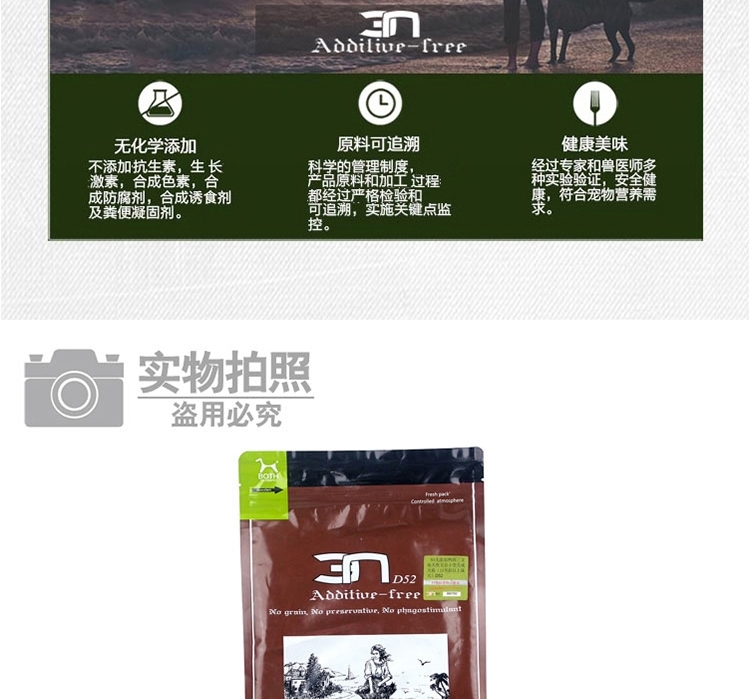 3N
Additive-free
无化学添加
不添加抗生素，生长
激素，合成色素，合
成防腐剂，合成诱食剂
及粪便凝固剂。
原料可追溯
科学的管理制度，
产品原料和加工 过程
都经过严格检验和
可追溯，实施关键点监
控。
健康美味
经过专家和兽医师多
种实验验证，安全健
康，符合宠物营养需
求。
实物拍照
盗用必究
BOTH
Fresh pack
Controlled atmosphere
3N D52
Additive-free
No grain, No preservative, No phagostimulant
D52